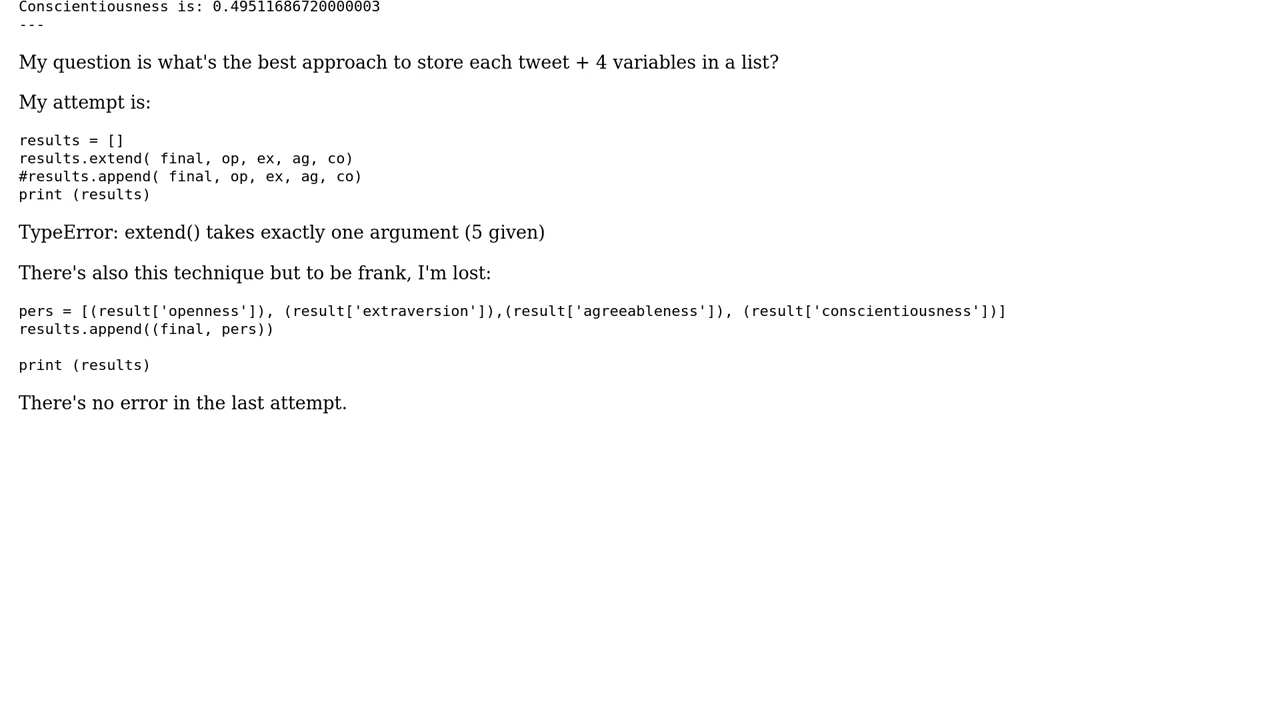 Conscientiousness is: 0.49511686720000003
---
My question is what's the best approach to store each tweet + 4 variables in a list?
My attempt is:
results = []
results.extend( final, op, ex, ag, co)
#results.append( final, op, ex, ag, co)
print (results)
TypeError: extend() takes exactly one argument (5 given)
There's also this technique but to be frank, I'm lost:
pers = [(result['openness']), (result['extraversion']),(result['agreeableness']), (result['conscientiousness'])]
results.append((final, pers))
print (results)
There's no error in the last attempt.